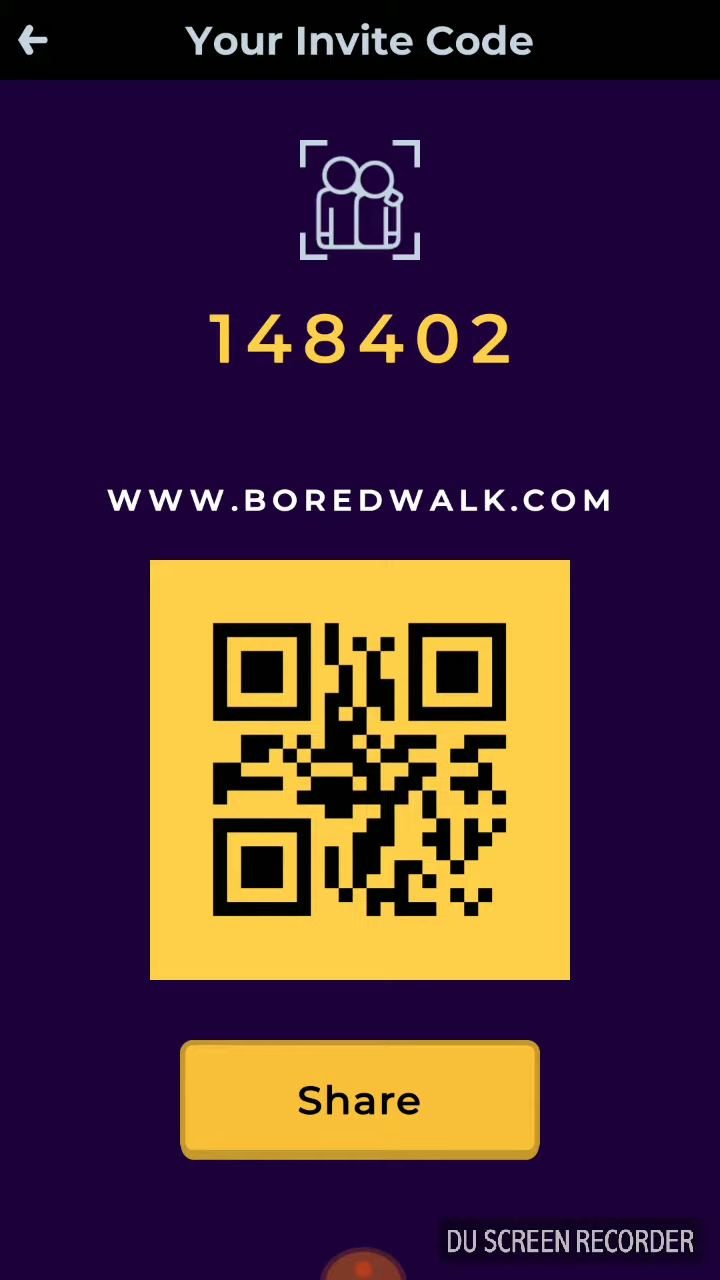 Your Invite Code
148402
WWW.BOREDWALK.COM
Share
DU SCREEN RECORDER